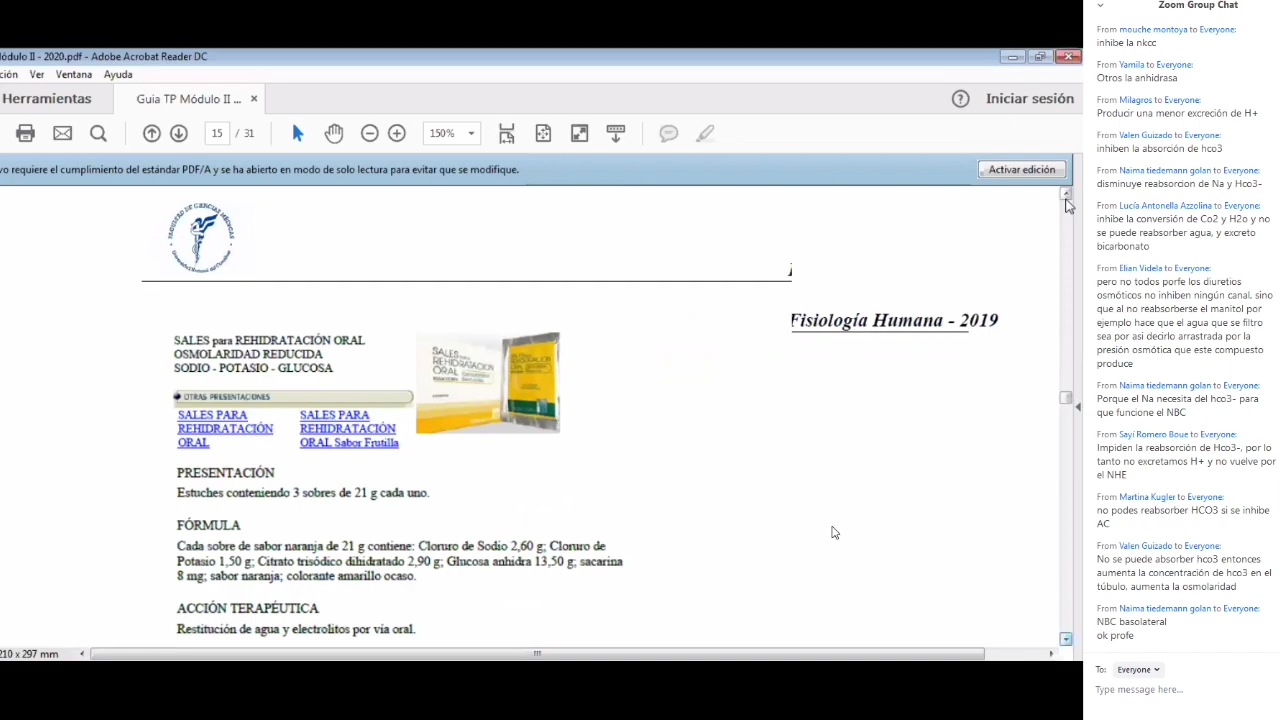 ódulo II - 2020.pdf - Adobe Acrobat Reader DC
ción Ver Ventana Ayuda
Herramientas
Guia TP Módulo II ...
Iniciar sesión
15 / 31
150%
vo requiere el cumplimiento del estándar PDF/A y se ha abierto en modo de solo lectura para evitar que se modifique.
Activar edición
Fisiología Humana - 2019
SALES para REHIDRATACIÓN ORAL
OSMOLARIDAD REDUCIDA
SODIO - POTASIO - GLUCOSA
OTRAS PRESENTACIONES
SALES PARA
REHIDRATACIÓN
ORAL
SALES PARA
REHIDRATACIÓN
ORAL Sabor Frutilla
SALES PARA
REHIDRATACION
ORAL
PRESENTACIÓN
Estuches conteniendo 3 sobres de 21 g cada uno.
FÓRMULA
Cada sobre de sabor naranja de 21 g contiene: Cloruro de Sodio 2,60 g; Cloruro de
Potasio 1,50 g; Citrato trisódico dihidratado 2,90 g; Glucosa anhidra 13,50 g; sacarina
8 mg; sabor naranja; colorante amarillo ocaso.
ACCIÓN TERAPÉUTICA
Restitución de agua y electrolitos por vía oral.
210 x 297 mm
Zoom Group Chat
From mouche montoya to Everyone:
inhibe la nkcc
From Yamila to Everyone:
Otros la anhidrasa
From Milagros to Everyone:
Producir una menor excreción de H+
From Valen Guizado to Everyone:
inhiben la absorción de hco3
From Naima tiedemann golan to Everyone:
disminuye reabsorcion de Na y Hco3-
From Lucía Antonella Azzolina to Everyone:
inhibe la conversión de Co2 y H2o y no
se puede reabsorber agua, y excreto
bicarbonato
From Elian Videla to Everyone:
pero no todos porfe los diuretios
osmóticos no inhiben ningún canal, sino
que al no reabsorberse el manitol por
ejemplo hace que el agua que se filtro
sea por asi decirlo arrastrada por la
presión osmótica que este compuesto
produce
From Naima tiedemann golan to Everyone:
Porque el Na necesita del hco3- para
que funcione el NBC
From Sayí Romero Boue to Everyone:
Impiden la reabsorción de Hco3-, por lo
tanto no excretamos H+ y no vuelve por
el NHE
From Martina Kugler to Everyone:
no podes reabsorber HCO3 si se inhibe
AC
From Valen Guizado to Everyone:
No se puede absorber hco3 entonces
aumenta la concentración de hco3 en el
túbulo, aumenta la osmolaridad
From Naima tiedemann golan to Everyone:
NBC basolateral
ok profe
To: Everyone
Type message here...